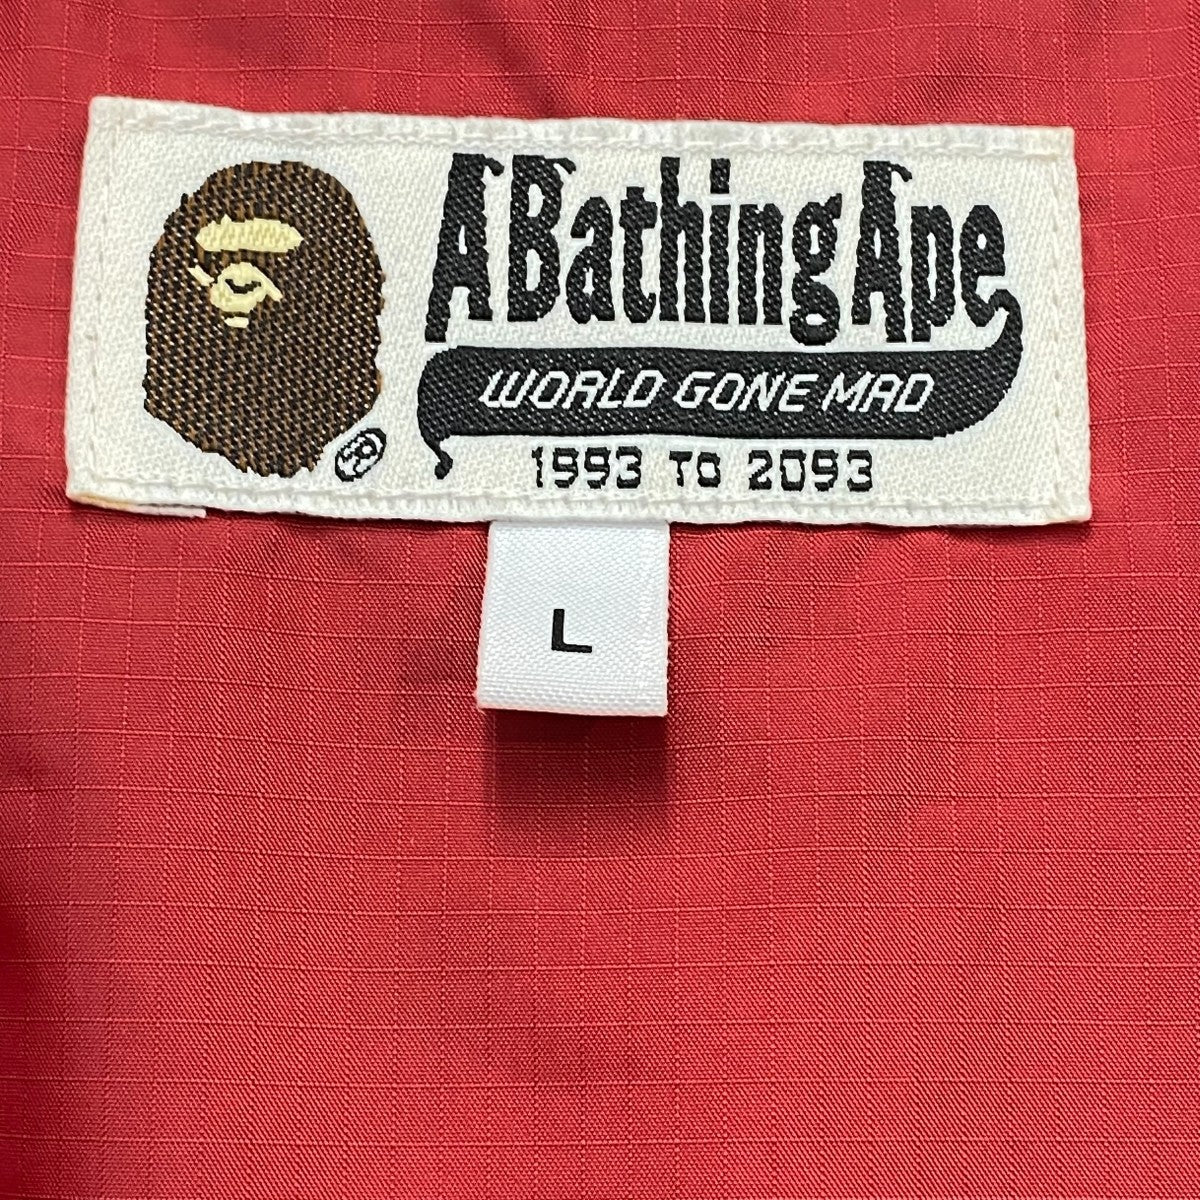 A Bathing Ape
WORLD GONE MAD
1993 TO 2093
®
L